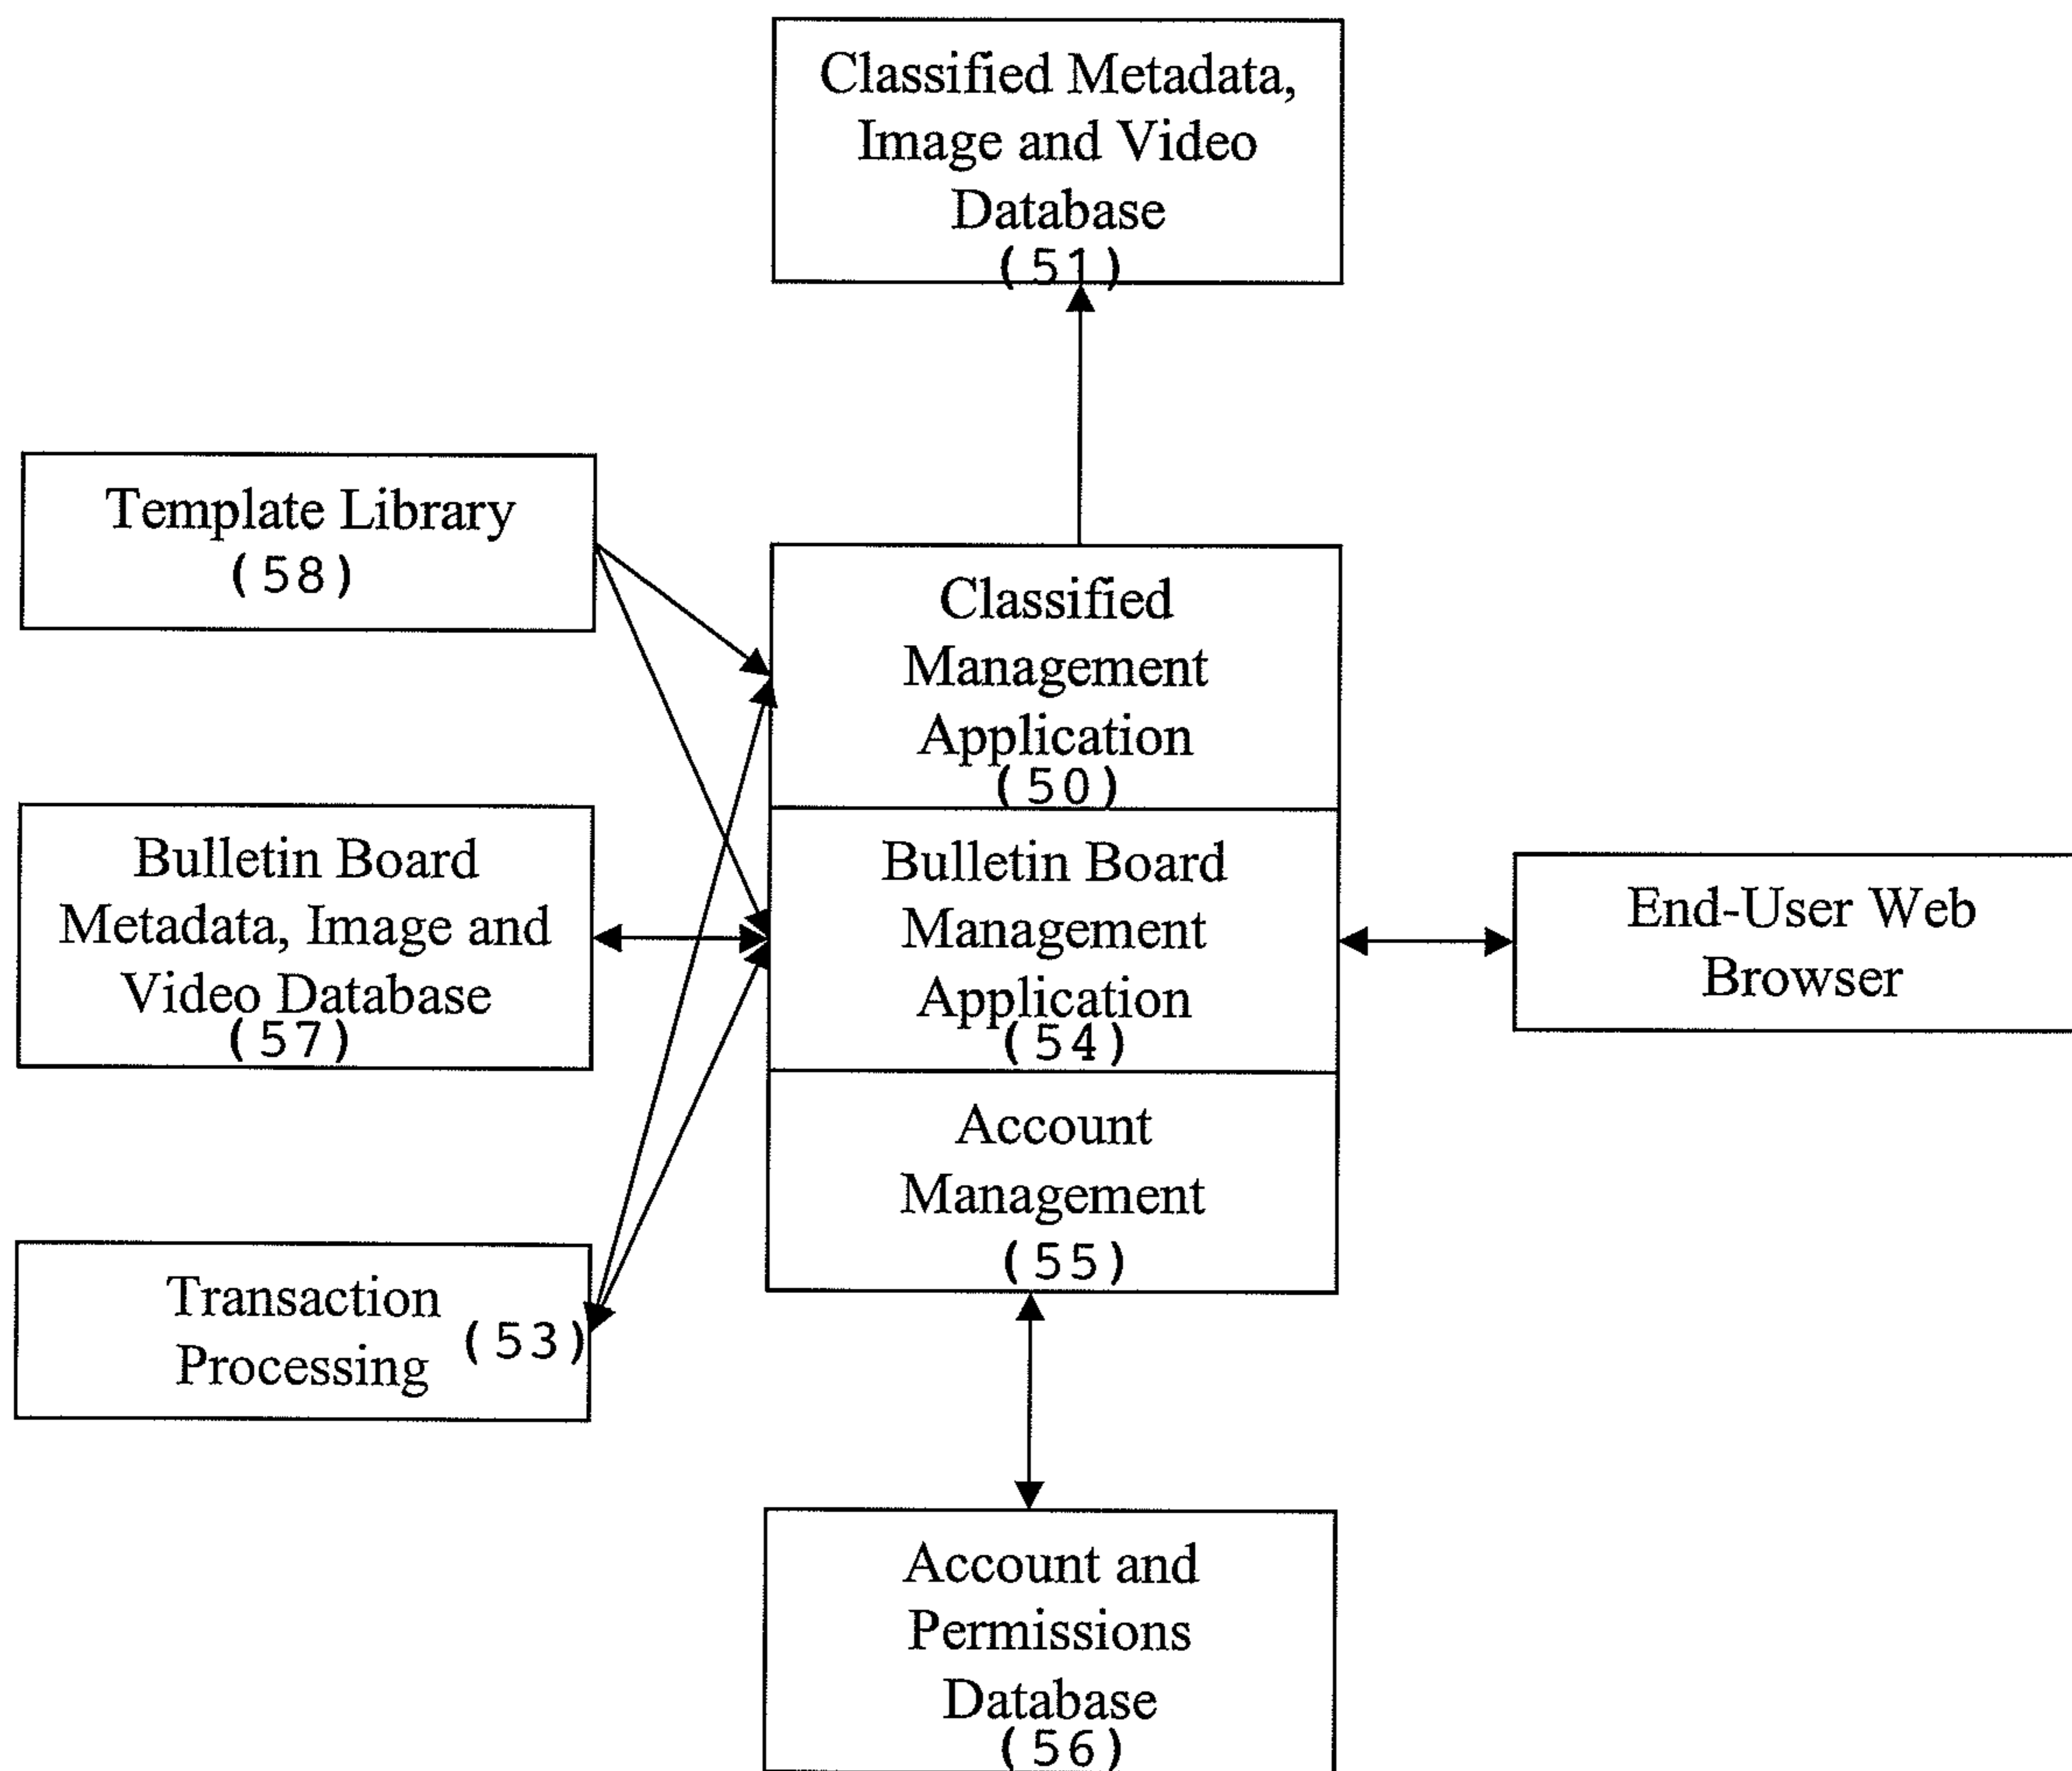 Classified Metadata,
Image and Video
Database
(51)
Template Library
(58)
Classified
Management
Application
(50)
Bulletin Board
Metadata, Image and
Video Database
(57)
Bulletin Board
Management
Application
(54)
End-User Web
Browser
Account
Management
(55)
Transaction
Processing (53)
Account and
Permissions
Database
(56)